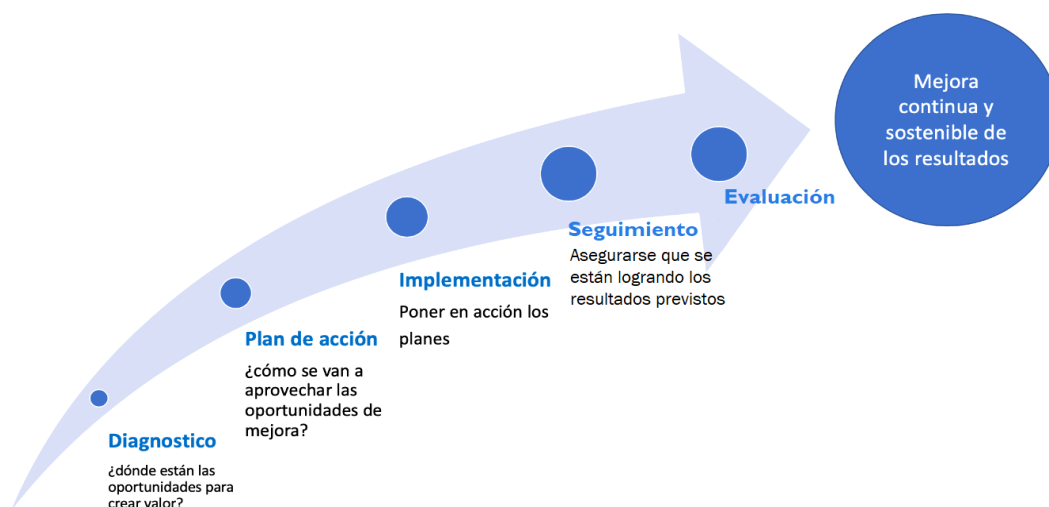 Mejora
continua y
sostenible de
los resultados
Evaluación
Seguimiento
Asegurarse que se
están logrando los
resultados previstos
Implementación
Poner en acción los
planes
Plan de acción
¿cómo se van a
aprovechar las
oportunidades de
mejora?
Diagnostico
¿dónde están las
oportunidades para
crear valor?